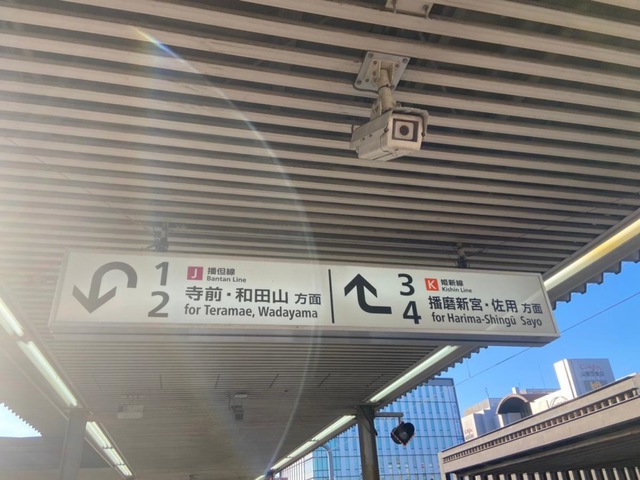 1
2
J 播但線
Bantan Line
寺前・和田山 方面
for Teramae, Wadayama
3
4
K 姫新線
Kishin Line
播磨新宮・佐用 方面
for Harima-Shingū Sayo